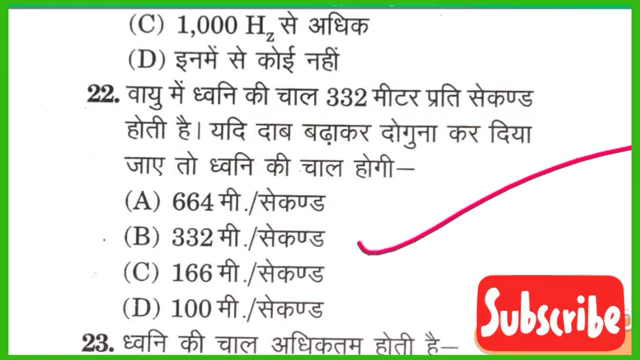 (C) 1,000 Hz से अधिक
(D) इनमें से कोई नहीं
22. वायु में ध्वनि की चाल 332 मीटर प्रति सेकण्ड
होती है। यदि दाब बढ़ाकर दोगुना कर दिया
जाए तो ध्वनि की चाल होगी—
(A) 664 मी./सेकण्ड
(B) 332 मी./सेकण्ड
(C) 166 मी./सेकण्ड
(D) 100 मी./सेकण्ड
Subscribe
23. ध्वनि की चाल अधिकतम होती है—